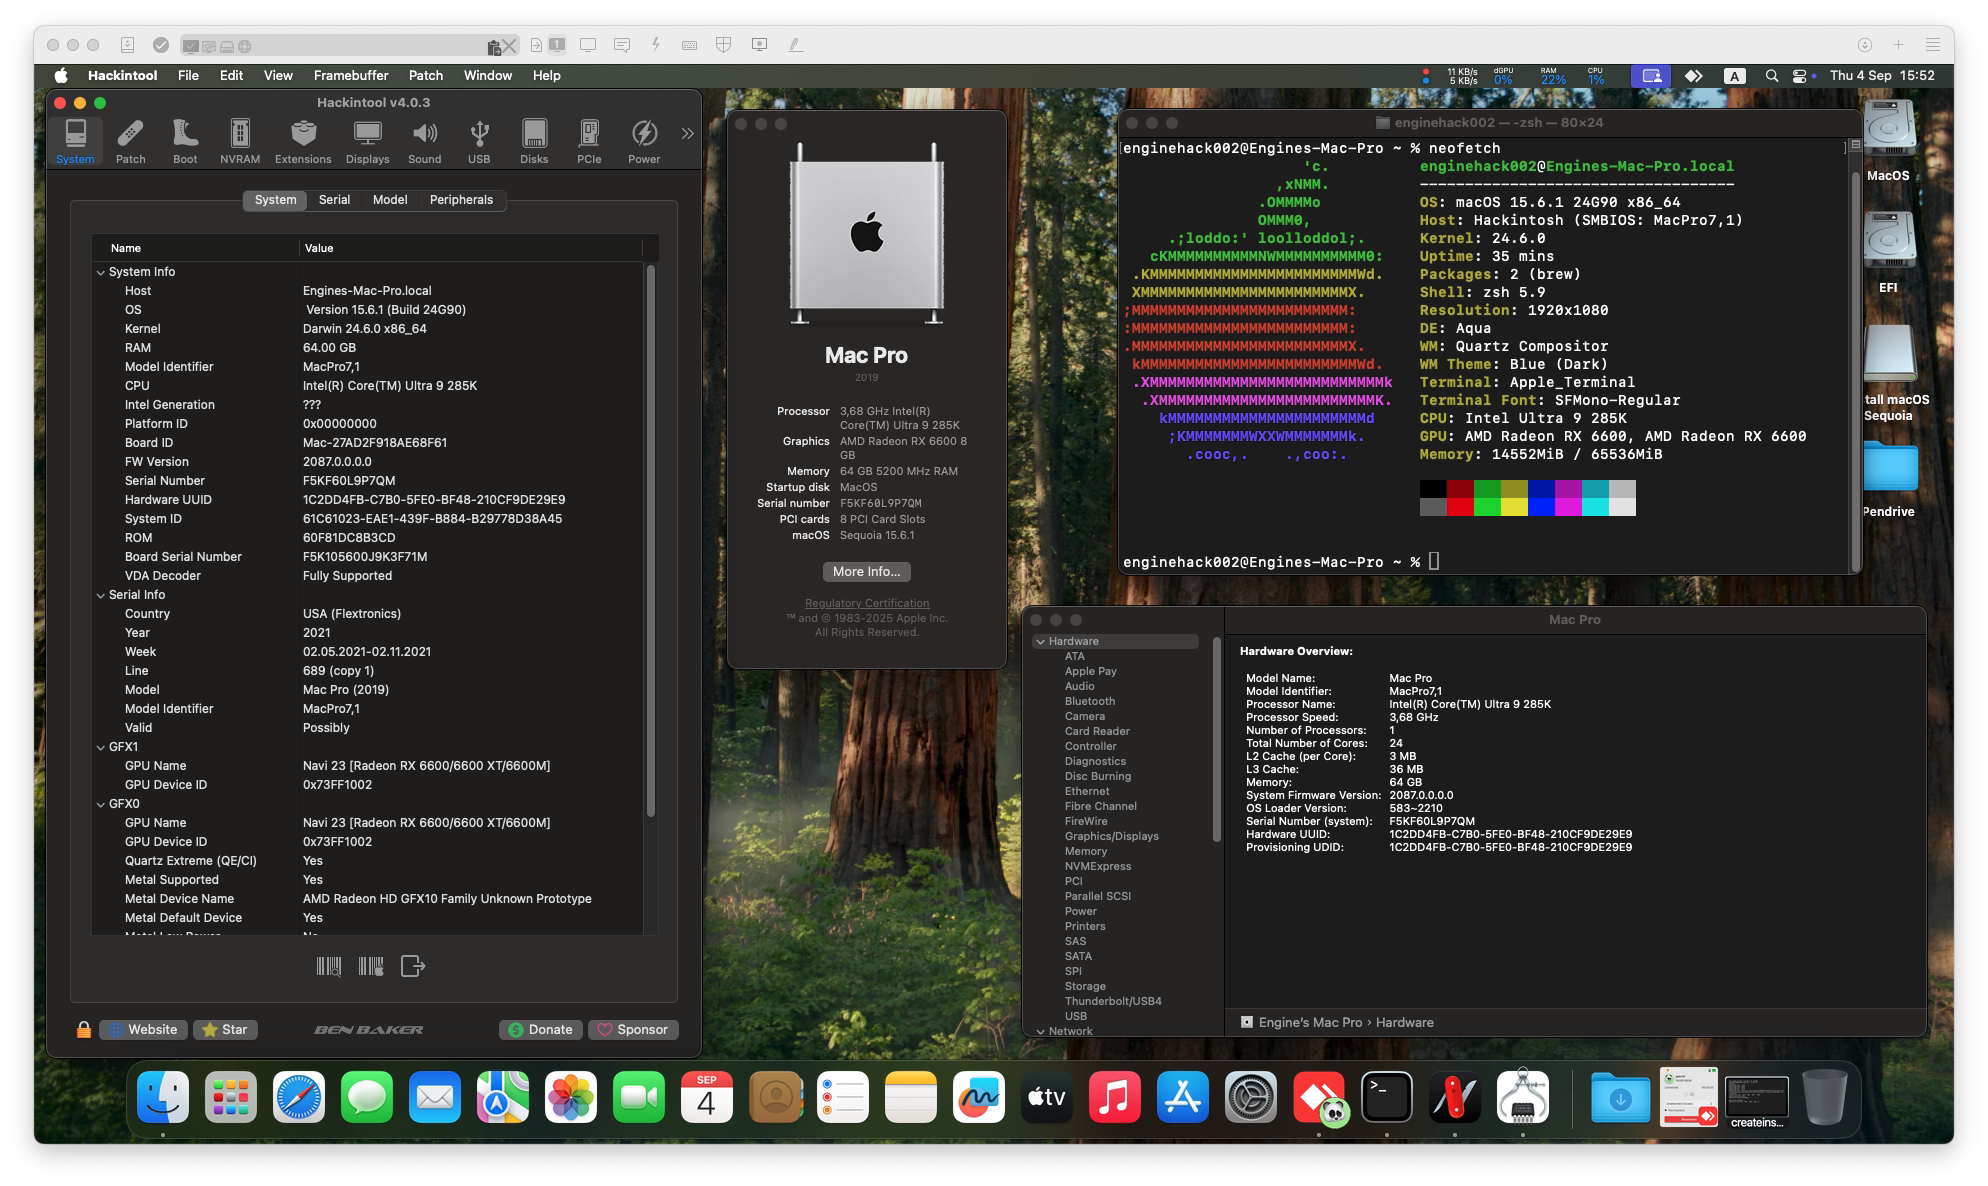 1
Hackintool File Edit View Framebuffer Patch Window Help
11 KB/s
5 KB/s
dGPU
0%
RAM
22%
CPU
1%
A
Thu 4 Sep 15:52
Hackintool v4.0.3
System Patch Boot NVRAM Extensions Displays Sound USB Disks PCIe Power
System Serial Model Peripherals
Name Value
System Info
Host Engines-Mac-Pro.local
OS Version 15.6.1 (Build 24G90)
Kernel Darwin 24.6.0 x86_64
RAM 64.00 GB
Model Identifier MacPro7,1
CPU Intel(R) Core(TM) Ultra 9 285K
Intel Generation ???
Platform ID 0x00000000
Board ID Mac-27AD2F918AE68F61
FW Version 2087.0.0.0.0
Serial Number F5KF60L9P7QM
Hardware UUID 1C2DD4FB-C7B0-5FE0-BF48-210CF9DE29E9
System ID 61C61023-EAE1-439F-B884-B29778D38A45
ROM 60F81DC8B3CD
Board Serial Number F5K105600J9K3F71M
VDA Decoder Fully Supported
Serial Info
Country USA (Flextronics)
Year 2021
Week 02.05.2021-02.11.2021
Line 689 (copy 1)
Model Mac Pro (2019)
Model Identifier MacPro7,1
Valid Possibly
GFX1
GPU Name Navi 23 [Radeon RX 6600/6600 XT/6600M]
GPU Device ID 0x73FF1002
GFX0
GPU Name Navi 23 [Radeon RX 6600/6600 XT/6600M]
GPU Device ID 0x73FF1002
Quartz Extreme (QE/CI) Yes
Metal Supported Yes
Metal Device Name AMD Radeon HD GFX10 Family Unknown Prototype
Metal Default Device Yes
Website Star BEN BAKER Donate Sponsor
Mac Pro
2019
Processor 3,68 GHz Intel(R)
Core(TM) Ultra 9 285K
Graphics AMD Radeon RX 6600 8
GB
Memory 64 GB 5200 MHz RAM
Startup disk MacOS
Serial number F5KF60L9P7QM
PCI cards 8 PCI Card Slots
macOS Sequoia 15.6.1
More Info...
Regulatory Certification
™ and © 1983-2025 Apple Inc.
All Rights Reserved.
enginehack002 — -zsh — 80×24
[enginehack002@Engines-Mac-Pro ~ % neofetch ]
'c. enginehack002@Engines-Mac-Pro.local
,xNMM. -----------------------------------
.OMMMMo OS: macOS 15.6.1 24G90 x86_64
OMMM0, Host: Hackintosh (SMBIOS: MacPro7,1)
.;loddo:' loolloddol;. Kernel: 24.6.0
cKMMMMMMMMMMNWMMMMMMMMMM0: Uptime: 35 mins
.KMMMMMMMMMMMMMMMMMMMMMMMWd. Packages: 2 (brew)
XMMMMMMMMMMMMMMMMMMMMMMMX. Shell: zsh 5.9
;MMMMMMMMMMMMMMMMMMMMMMMM: Resolution: 1920x1080
:MMMMMMMMMMMMMMMMMMMMMMMM: DE: Aqua
.MMMMMMMMMMMMMMMMMMMMMMMMX. WM: Quartz Compositor
kMMMMMMMMMMMMMMMMMMMMMMMMWd. WM Theme: Blue (Dark)
.XMMMMMMMMMMMMMMMMMMMMMMMMMMk Terminal: Apple_Terminal
.XMMMMMMMMMMMMMMMMMMMMMMMMK. Terminal Font: SFMono-Regular
kMMMMMMMMMMMMMMMMMMMMMMd CPU: Intel Ultra 9 285K
;KMMMMMMMWXXWMMMMMMMk. GPU: AMD Radeon RX 6600, AMD Radeon RX 6600
.cooc,. .,coo:. Memory: 14552MiB / 65536MiB
enginehack002@Engines-Mac-Pro ~ %
MacOS
EFI
tall macOS
Sequoia
Pendrive
Mac Pro
Hardware
ATA
Apple Pay
Audio
Bluetooth
Camera
Card Reader
Controller
Diagnostics
Disc Burning
Ethernet
Fibre Channel
FireWire
Graphics/Displays
Memory
NVMExpress
PCI
Parallel SCSI
Power
Printers
SAS
SATA
SPI
Storage
Thunderbolt/USB4
USB
Network
Hardware Overview:
Model Name: Mac Pro
Model Identifier: MacPro7,1
Processor Name: Intel(R) Core(TM) Ultra 9 285K
Processor Speed: 3,68 GHz
Number of Processors: 1
Total Number of Cores: 24
L2 Cache (per Core): 3 MB
L3 Cache: 36 MB
Memory: 64 GB
System Firmware Version: 2087.0.0.0.0
OS Loader Version: 583~2210
Serial Number (system): F5KF60L9P7QM
Hardware UUID: 1C2DD4FB-C7B0-5FE0-BF48-210CF9DE29E9
Provisioning UDID: 1C2DD4FB-C7B0-5FE0-BF48-210CF9DE29E9
Engine's Mac Pro › Hardware
SEP
4
tv
>_
createins...